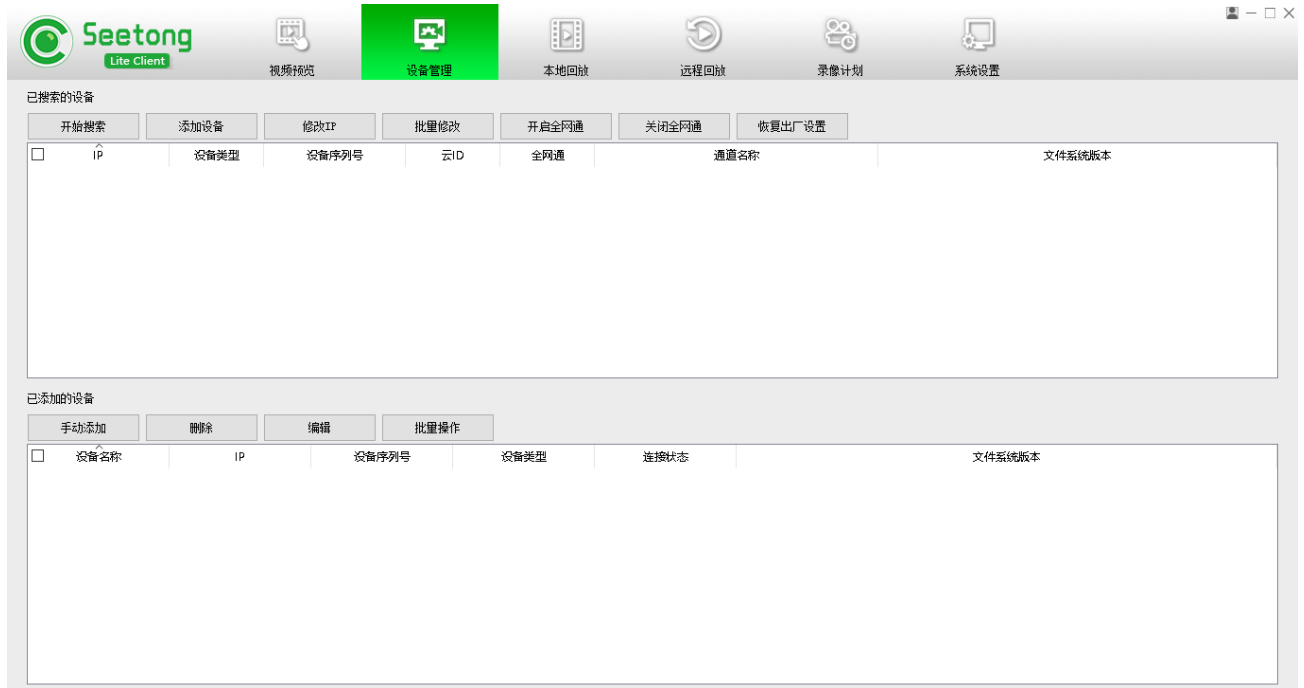 Seetong
Lite Client
视频预览 设备管理 本地回放 远程回放 录像计划 系统设置
已搜索的设备
开始搜索 添加设备 修改IP 批量修改 开启全网通 关闭全网通 恢复出厂设置
IP 设备类型 设备序列号 云ID 全网通 通道名称 文件系统版本
已添加的设备
手动添加 删除 编辑 批量操作
设备名称 IP 设备序列号 设备类型 连接状态 文件系统版本